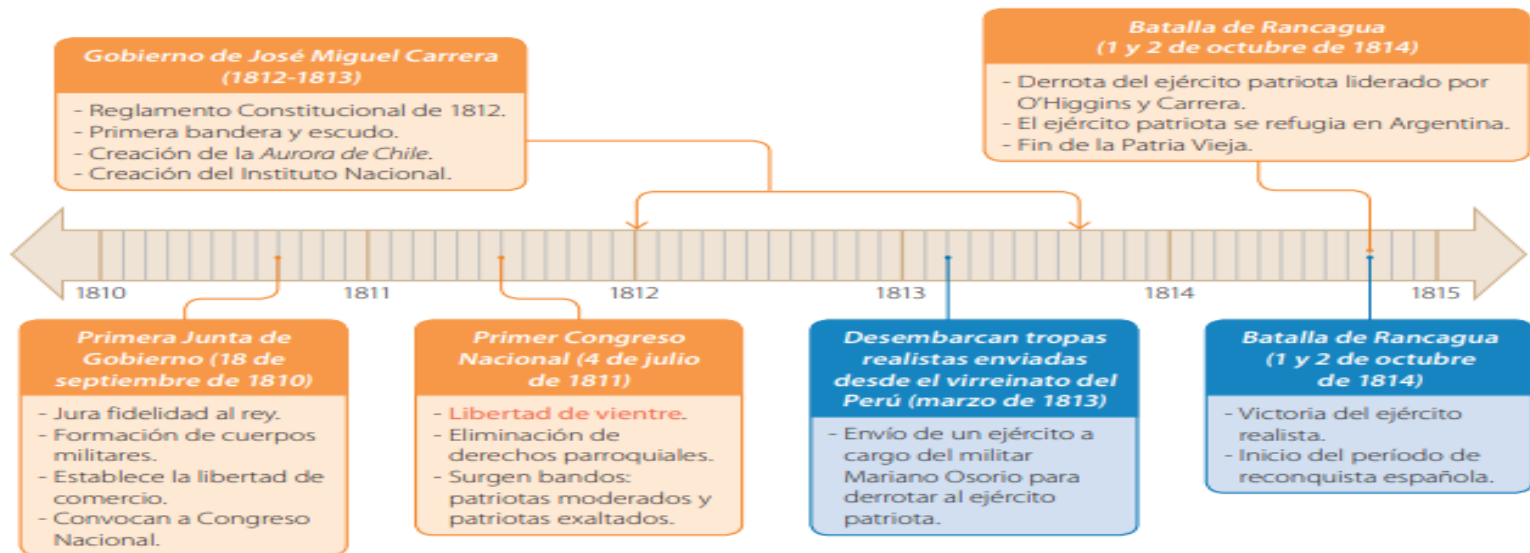 Gobierno de José Miguel Carrera
(1812-1813)
- Reglamento Constitucional de 1812.
- Primera bandera y escudo.
- Creación de la Aurora de Chile.
- Creación del Instituto Nacional.
Batalla de Rancagua
(1 y 2 de octubre de 1814)
- Derrota del ejército patriota liderado por
O'Higgins y Carrera.
- El ejército patriota se refugia en Argentina.
- Fin de la Patria Vieja.
1810
1811
1812
1813
1814
1815
Primera Junta de
Gobierno (18 de
septiembre de 1810)
- Jura fidelidad al rey.
- Formación de cuerpos
militares.
- Establece la libertad de
comercio.
- Convocan a Congreso
Nacional.
Primer Congreso
Nacional (4 de julio
de 1811)
- Libertad de vientre.
- Eliminación de
derechos parroquiales.
- Surgen bandos:
patriotas moderados y
patriotas exaltados.
Desembarcan tropas
realistas enviadas
desde el virreinato del
Perú (marzo de 1813)
- Envío de un ejército a
cargo del militar
Mariano Osorio para
derrotar al ejército
patriota.
Batalla de Rancagua
(1 y 2 de octubre
de 1814)
- Victoria del ejército
realista.
- Inicio del período de
reconquista española.